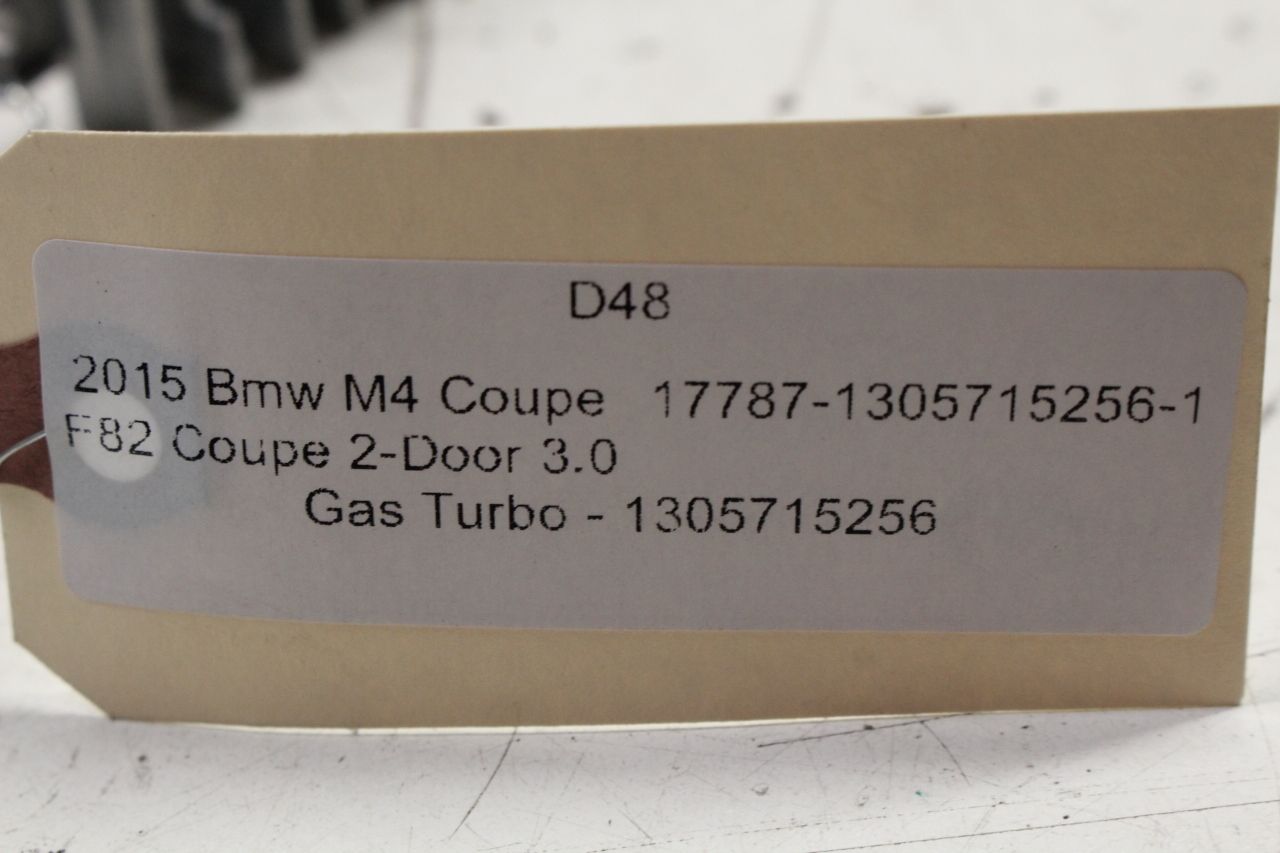 D48
2015 Bmw M4 Coupe 17787-1305715256-1
F82 Coupe 2-Door 3.0
Gas Turbo - 1305715256